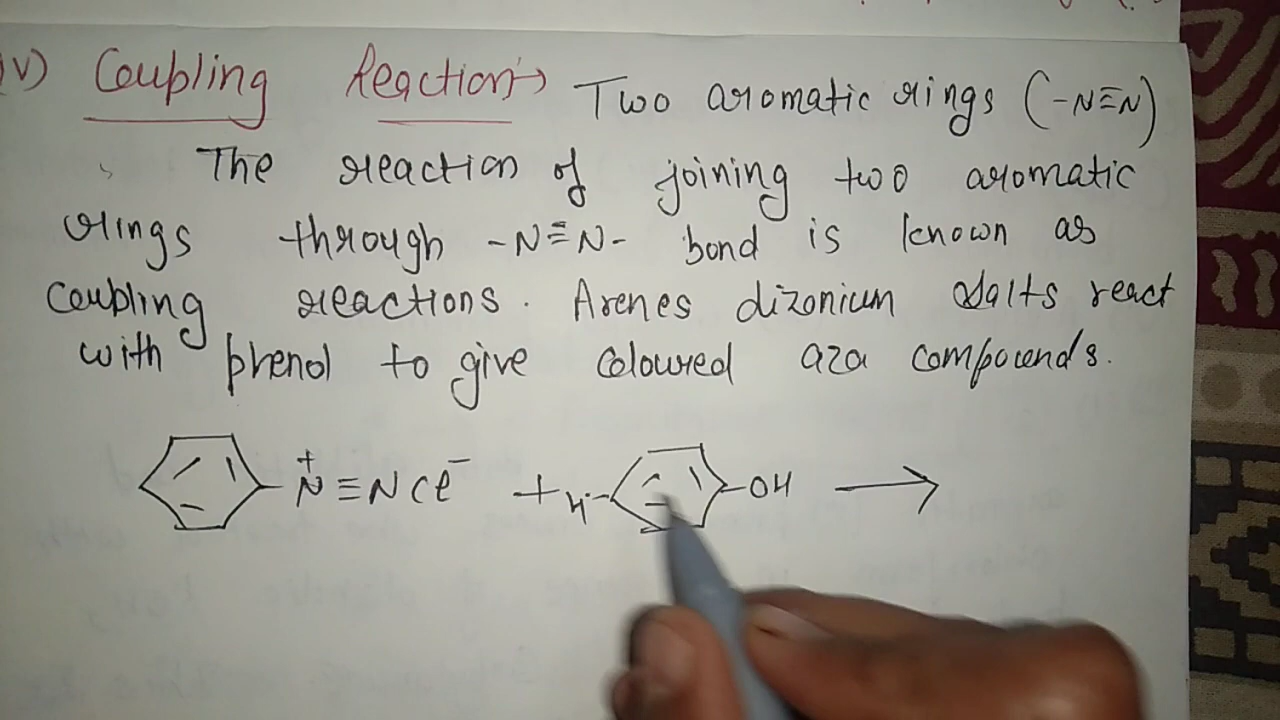 IV) Coupling Reaction → Two aromatic rings (-N≡N)
The reaction of joining two aromatic
rings through -N≡N- bond is known as
Coupling reactions. Arenes dizonium Salts react
with phenol to give coloured aza compounds.
N⁺≡NCl⁻ + H- -OH →